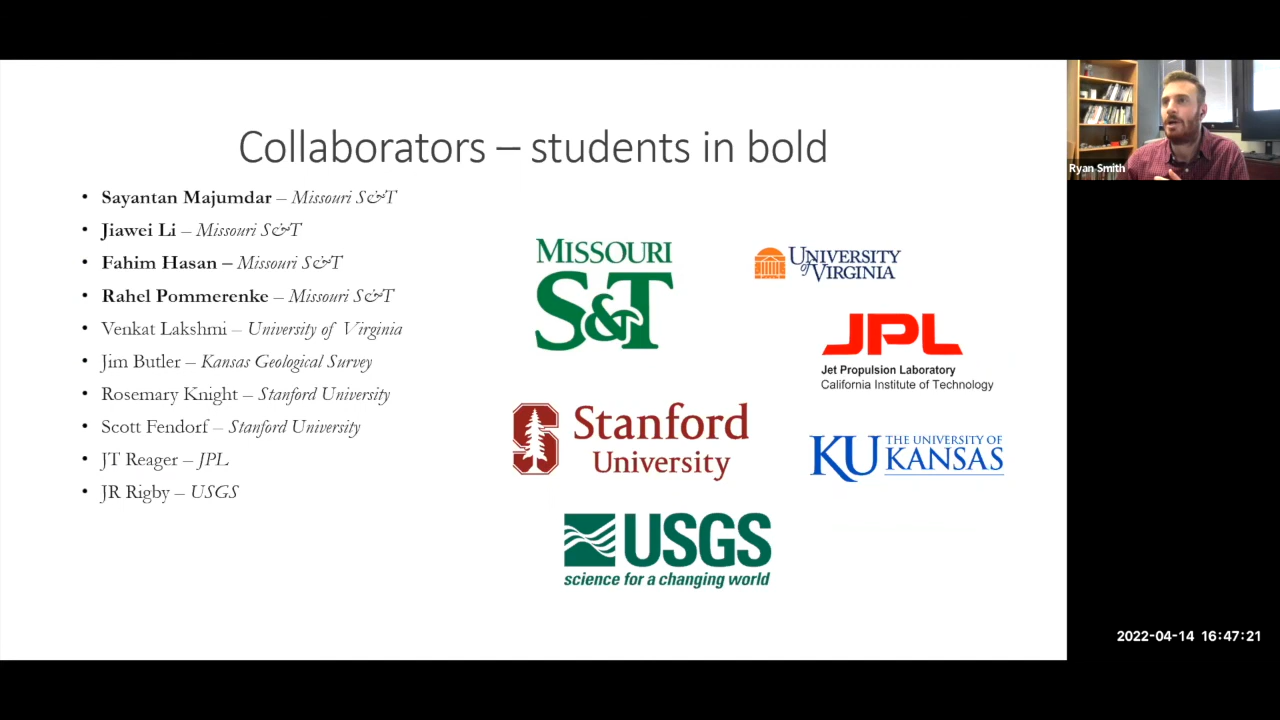 Collaborators – students in bold
• Sayantan Majumdar – Missouri S&T
• Jiawei Li – Missouri S&T
• Fahim Hasan – Missouri S&T
• Rahel Pommerenke – Missouri S&T
• Venkat Lakshmi – University of Virginia
• Jim Butler – Kansas Geological Survey
• Rosemary Knight – Stanford University
• Scott Fendorf – Stanford University
• JT Reager – JPL
• JR Rigby – USGS
MISSOURI
S&T
UNIVERSITY
of VIRGINIA
JPL
Jet Propulsion Laboratory
California Institute of Technology
Stanford
University
KU THE UNIVERSITY OF
KANSAS
USGS
science for a changing world
Ryan Smith
2022-04-14 16:47:21